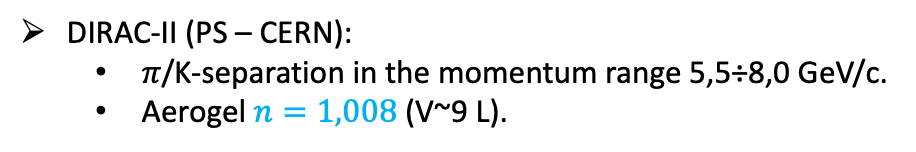 ➢ DIRAC-II (PS – CERN):
• π/K-separation in the momentum range 5,5÷8,0 GeV/c.
• Aerogel n = 1,008 (V~9 L).